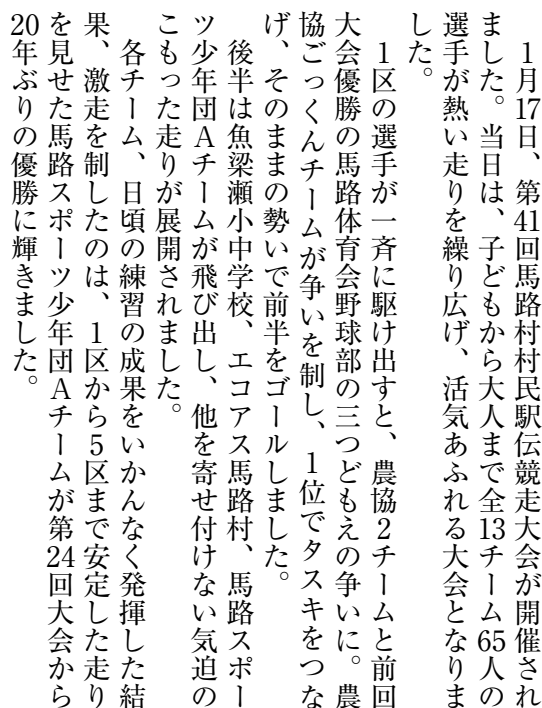 1月17日、第41回馬路村村民駅伝競走大会が開催され
ました。当日は、子どもから大人まで全13チーム65人の
選手が熱い走りを繰り広げ、活気あふれる大会となりま
した。
　1区の選手が一斉に駆け出すと、農協2チームと前回
大会優勝の馬路体育会野球部の三つどもえの争いに。農
協ごっくんチームが争いを制し、1位でタスキをつな
げ、そのままの勢いで前半をゴールしました。
　後半は魚梁瀬小中学校、エコアス馬路村、馬路スポー
ツ少年団Aチームが飛び出し、他を寄せ付けない気迫の
こもった走りが展開されました。
　各チーム、日頃の練習の成果をいかんなく発揮した結
果、激走を制したのは、1区から5区まで安定した走り
を見せた馬路スポーツ少年団Aチームが第24回大会から
20年ぶりの優勝に輝きました。